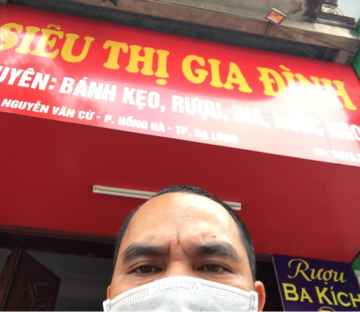 SIÊU THỊ GIA ĐÌNH
UYÊN: BÁNH KẸO, RƯỢU, BIA,
NGUYỄN VĂN CỪ - P. HỒNG HÀ - TP. HẠ LONG
Rượu
BA KÍCH